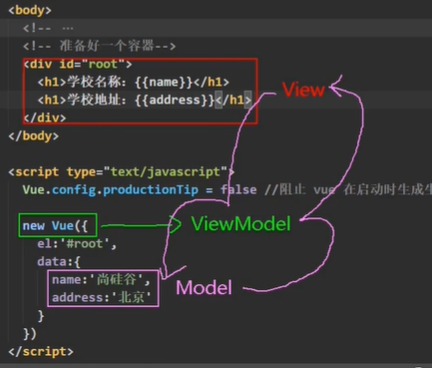 <body>
<!-- …
<!-- 准备好一个容器-->
<div id="root">
<h1>学校名称：{{name}}</h1>
<h1>学校地址：{{address}}</h1>
</div>
</body>
View
<script type="text/javascript">
Vue.config.productionTip = false //阻止 vue 在启动时生成
new Vue({
ViewModel
el:'#root',
data:{
name:'尚硅谷',
address:'北京'
Model
}
})
</script>